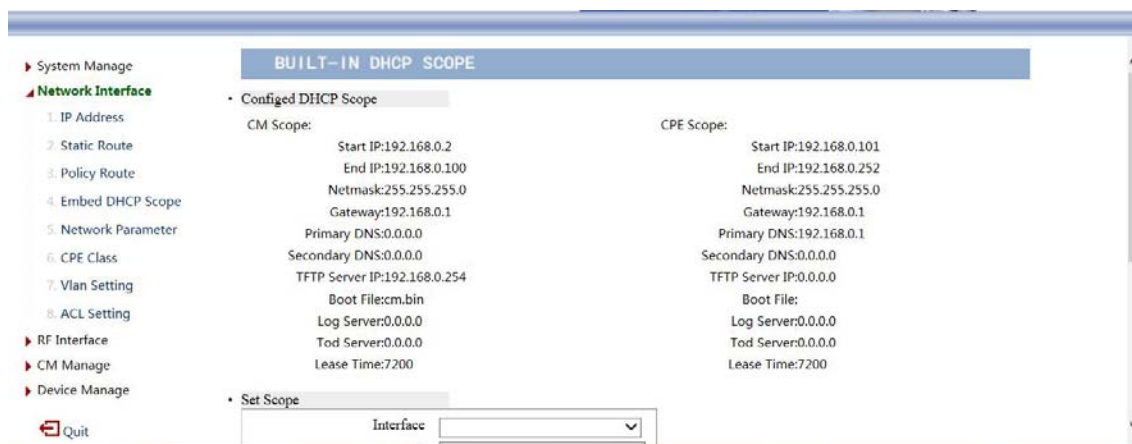 BUILT-IN DHCP SCOPE
System Manage
Network Interface
1. IP Address
2. Static Route
3. Policy Route
4. Embed DHCP Scope
5. Network Parameter
6. CPE Class
7. Vlan Setting
8. ACL Setting
RF Interface
CM Manage
Device Manage
Quit
• Configed DHCP Scope
CM Scope:
Start IP:192.168.0.2
End IP:192.168.0.100
Netmask:255.255.255.0
Gateway:192.168.0.1
Primary DNS:0.0.0.0
Secondary DNS:0.0.0.0
TFTP Server IP:192.168.0.254
Boot File:cm.bin
Log Server:0.0.0.0
Tod Server:0.0.0.0
Lease Time:7200
CPE Scope:
Start IP:192.168.0.101
End IP:192.168.0.252
Netmask:255.255.255.0
Gateway:192.168.0.1
Primary DNS:192.168.0.1
Secondary DNS:0.0.0.0
TFTP Server IP:0.0.0.0
Boot File:
Log Server:0.0.0.0
Tod Server:0.0.0.0
Lease Time:7200
• Set Scope
Interface